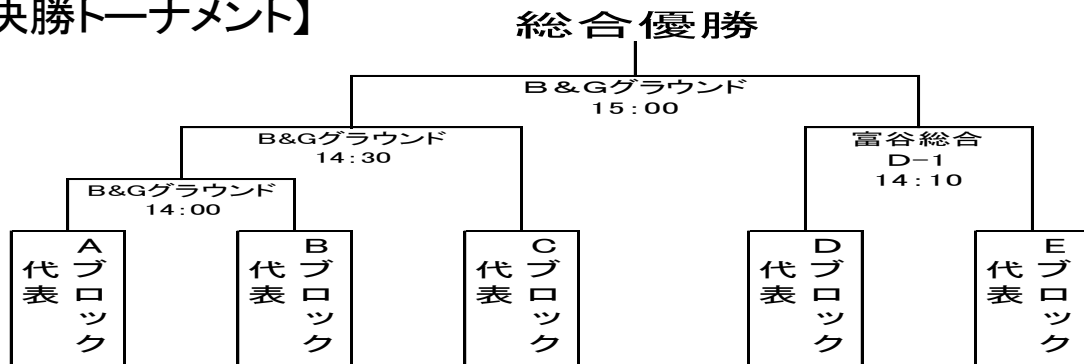 決勝トーナメント】
総合優勝
B&Gグラウンド
15:00
B&Gグラウンド
14:30
富谷総合
D-1
14:10
B&Gグラウンド
14:00
Aブロック
代表
Bブロック
代表
Cブロック
代表
Dブロック
代表
Eブロック
代表